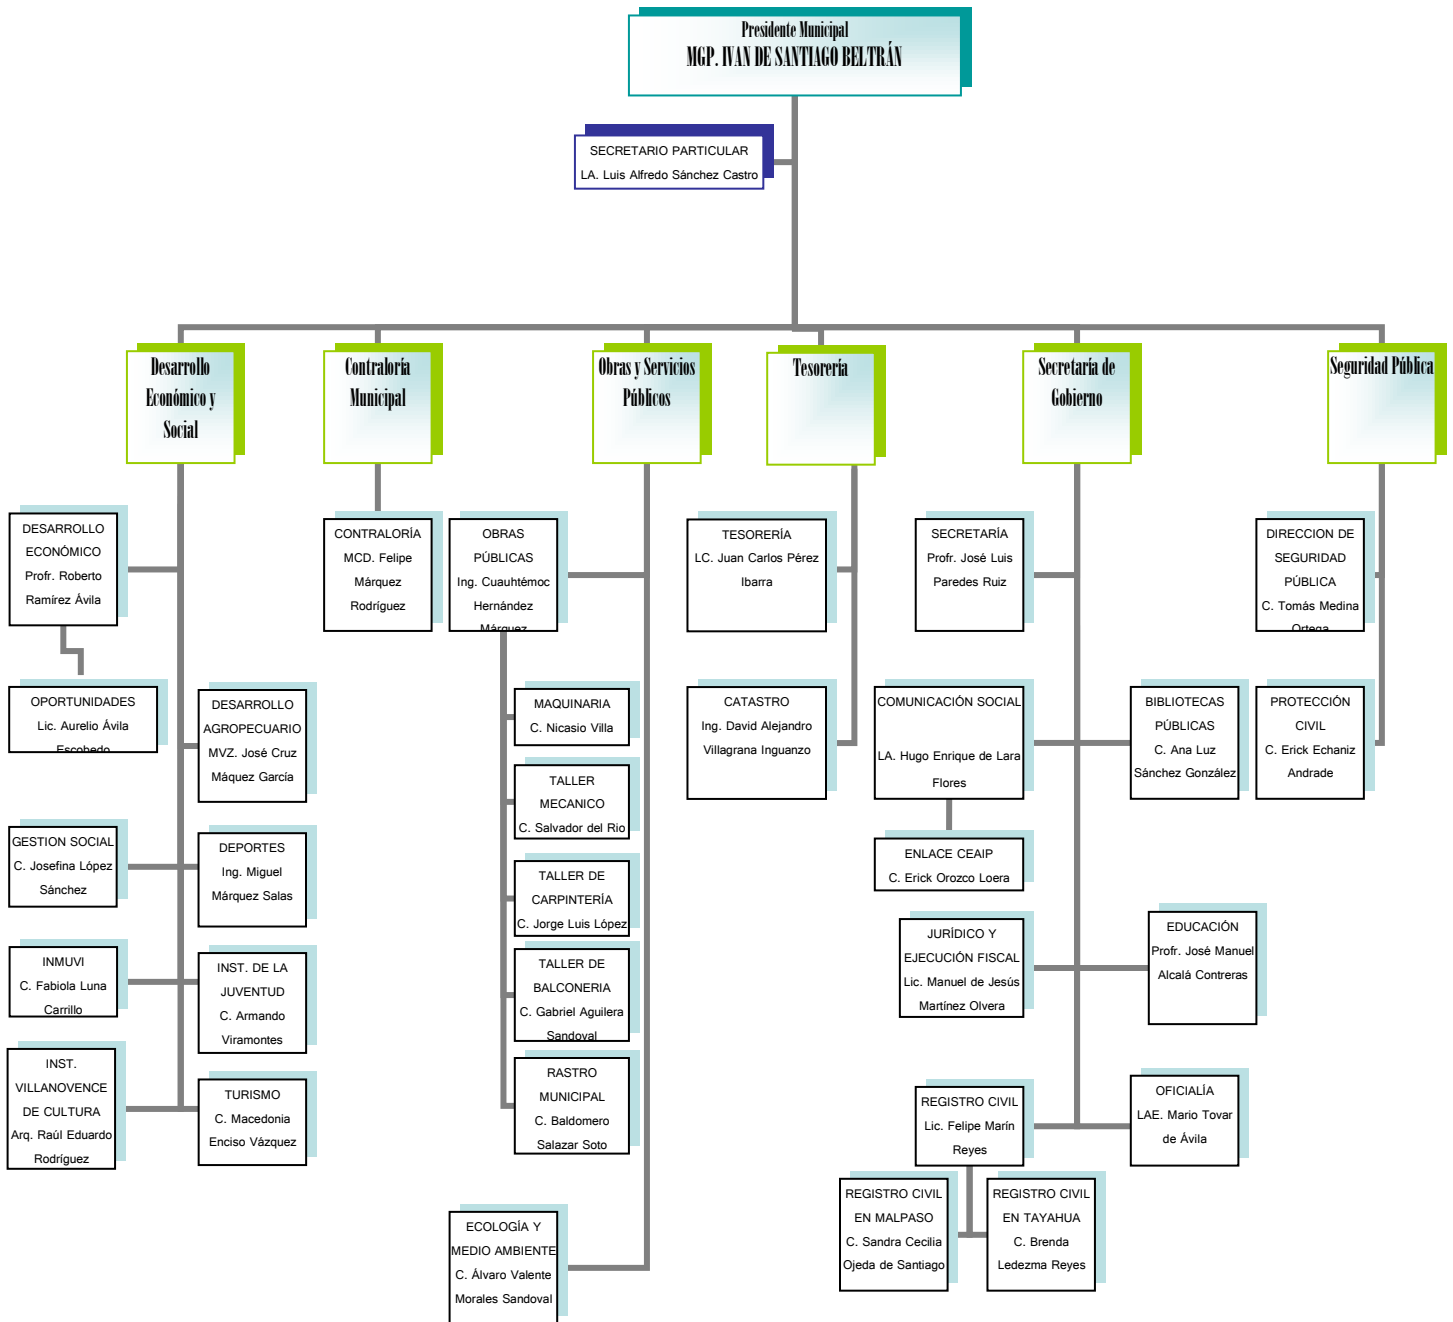 Presidente Municipal
MGP. IVAN DE SANTIAGO BELTRÁN
SECRETARIO PARTICULAR
LA. Luis Alfredo Sánchez Castro
Desarrollo
Económico y
Social
Contraloría
Municipal
Obras y Servicios
Públicos
Tesorería
Secretaría de
Gobierno
Seguridad Pública
DESARROLLO
ECONÓMICO
Profr. Roberto
Ramírez Ávila
CONTRALORÍA
MCD. Felipe
Márquez
Rodríguez
OBRAS
PÚBLICAS
Ing. Cuauhtémoc
Hernández
Márquez
TESORERÍA
LC. Juan Carlos Pérez
Ibarra
SECRETARÍA
Profr. José Luis
Paredes Ruiz
DIRECCION DE
SEGURIDAD
PÚBLICA
C. Tomás Medina
Ortega
OPORTUNIDADES
Lic. Aurelio Ávila
Escobedo
DESARROLLO
AGROPECUARIO
MVZ. José Cruz
Máquez García
MAQUINARIA
C. Nicasio Villa
CATASTRO
Ing. David Alejandro
Villagrana Inguanzo
COMUNICACIÓN SOCIAL
LA. Hugo Enrique de Lara
Flores
BIBLIOTECAS
PÚBLICAS
C. Ana Luz
Sánchez González
PROTECCIÓN
CIVIL
C. Erick Echaniz
Andrade
TALLER
MECANICO
C. Salvador del Rio
GESTION SOCIAL
C. Josefina López
Sánchez
DEPORTES
Ing. Miguel
Márquez Salas
TALLER DE
CARPINTERÍA
C. Jorge Luis López
ENLACE CEAIP
C. Erick Orozco Loera
INMUVI
C. Fabiola Luna
Carrillo
INST. DE LA
JUVENTUD
C. Armando
Viramontes
TALLER DE
BALCONERIA
C. Gabriel Aguilera
Sandoval
JURÍDICO Y
EJECUCIÓN FISCAL
Lic. Manuel de Jesús
Martínez Olvera
EDUCACIÓN
Profr. José Manuel
Alcalá Contreras
INST.
VILLANOVENCE
DE CULTURA
Arq. Raúl Eduardo
Rodríguez
TURISMO
C. Macedonia
Enciso Vázquez
RASTRO
MUNICIPAL
C. Baldomero
Salazar Soto
REGISTRO CIVIL
Lic. Felipe Marín
Reyes
OFICIALÍA
LAE. Mario Tovar
de Ávila
REGISTRO CIVIL
EN MALPASO
C. Sandra Cecilia
Ojeda de Santiago
REGISTRO CIVIL
EN TAYAHUA
C. Brenda
Ledezma Reyes
ECOLOGÍA Y
MEDIO AMBIENTE
C. Álvaro Valente
Morales Sandoval